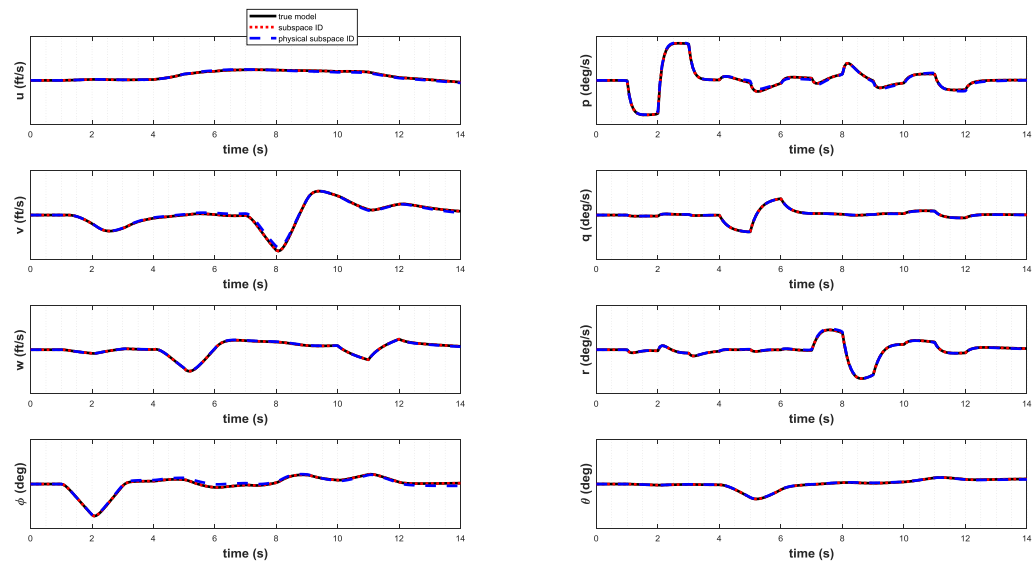 true model
subspace ID
physical subspace ID
u (ft/s)
0 2 4 6 8 10 12 14
time (s)
p (deg/s)
0 2 4 6 8 10 12 14
time (s)
v (ft/s)
0 2 4 6 8 10 12 14
time (s)
q (deg/s)
0 2 4 6 8 10 12 14
time (s)
w (ft/s)
0 2 4 6 8 10 12 14
time (s)
r (deg/s)
0 2 4 6 8 10 12 14
time (s)
ϕ (deg)
0 2 4 6 8 10 12 14
time (s)
θ (deg)
0 2 4 6 8 10 12 14
time (s)